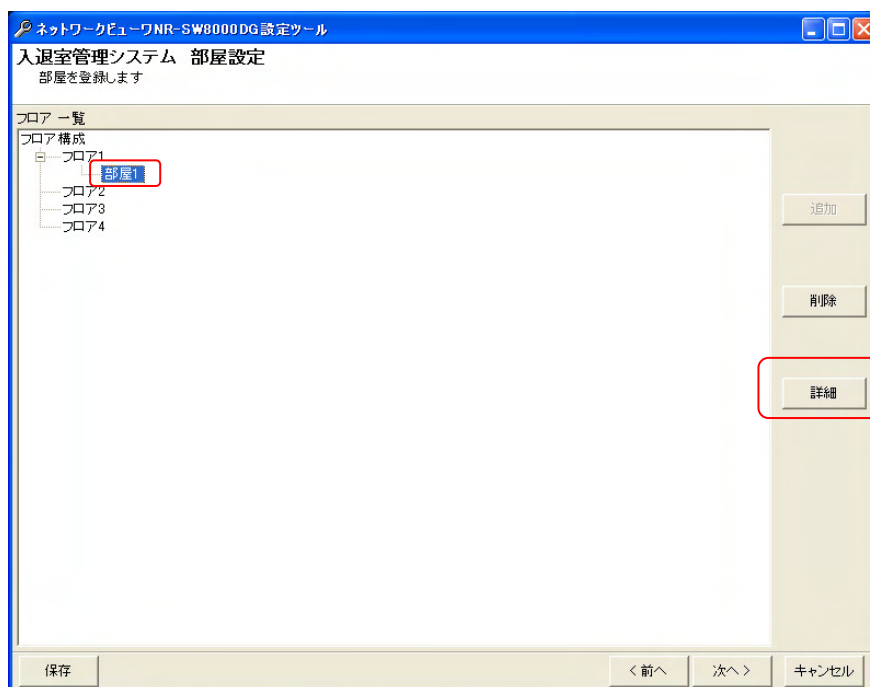 ネットワークビューワNR-SW8000DG設定ツール
入退室管理システム 部屋設定
部屋を登録します
フロア 一覧
フロア構成
フロア1
部屋1
フロア2
フロア3
フロア4
追加
削除
詳細
保存
<前へ
次へ>
キャンセル